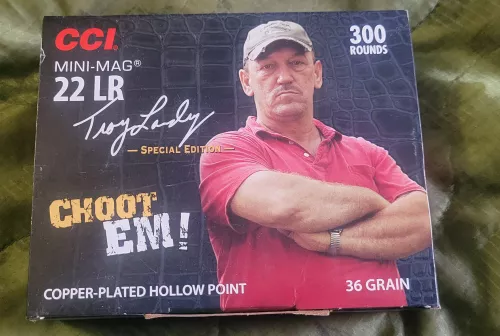 CCI®
MINI-MAG®
22 LR
Troy Landry
SPECIAL EDITION
300
ROUNDS
CHOOT
EM!
COPPER-PLATED HOLLOW POINT
36 GRAIN